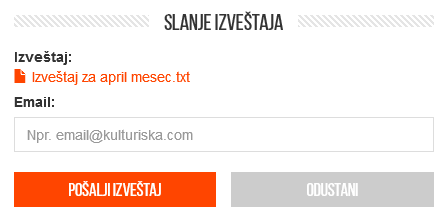 SLANJE IZVEŠTAJA
Izveštaj:
Izveštaj za april mesec.txt
Email:
Npr. email@kulturiska.com
POŠALJI IZVEŠTAJ
ODUSTANI